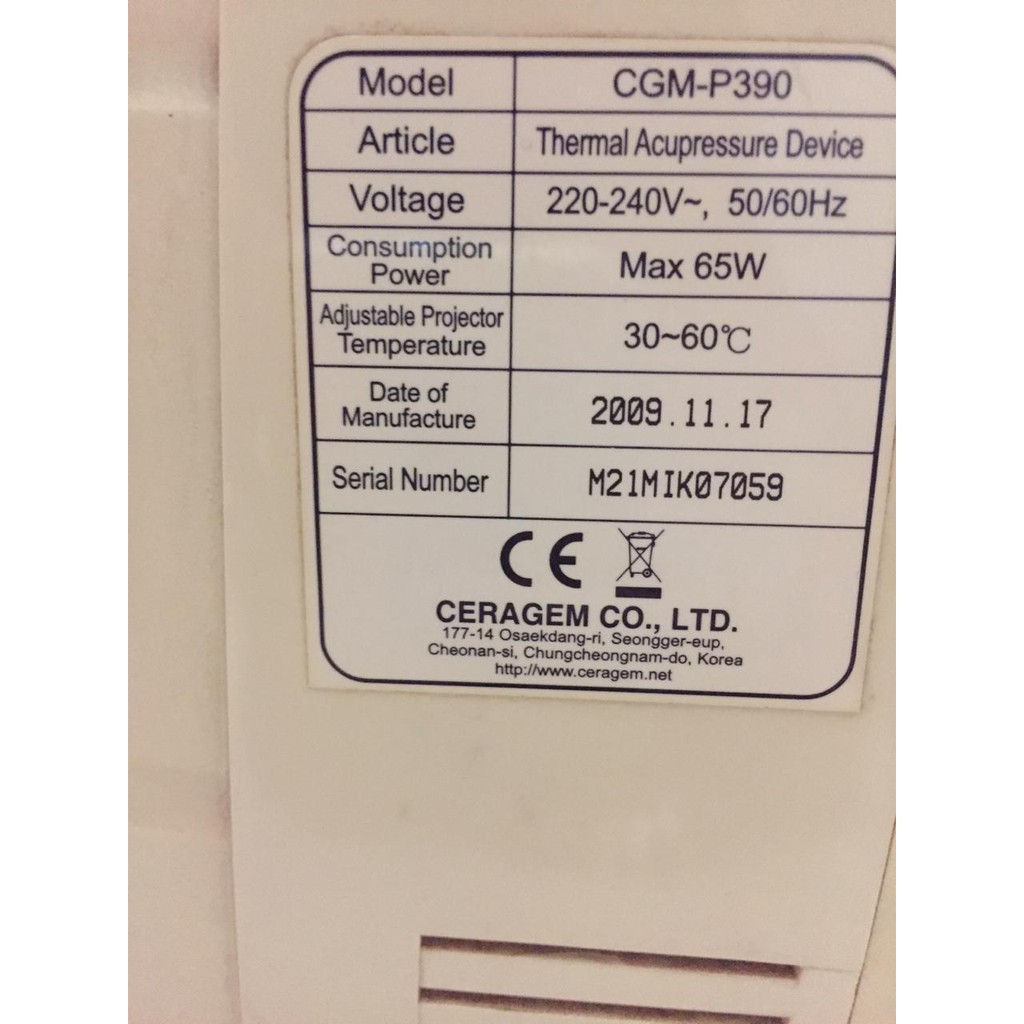 Model CGM-P390
Article Thermal Acupressure Device
Voltage 220-240V~, 50/60Hz
Consumption
Power Max 65W
Adjustable Projector
Temperature 30~60℃
Date of
Manufacture 2009.11.17
Serial Number M21MIK07059
CE
CERAGEM CO., LTD.
177-14 Osaekdang-ri, Seongger-eup,
Cheonan-si, Chungcheongnam-do, Korea
http://www.ceragem.net